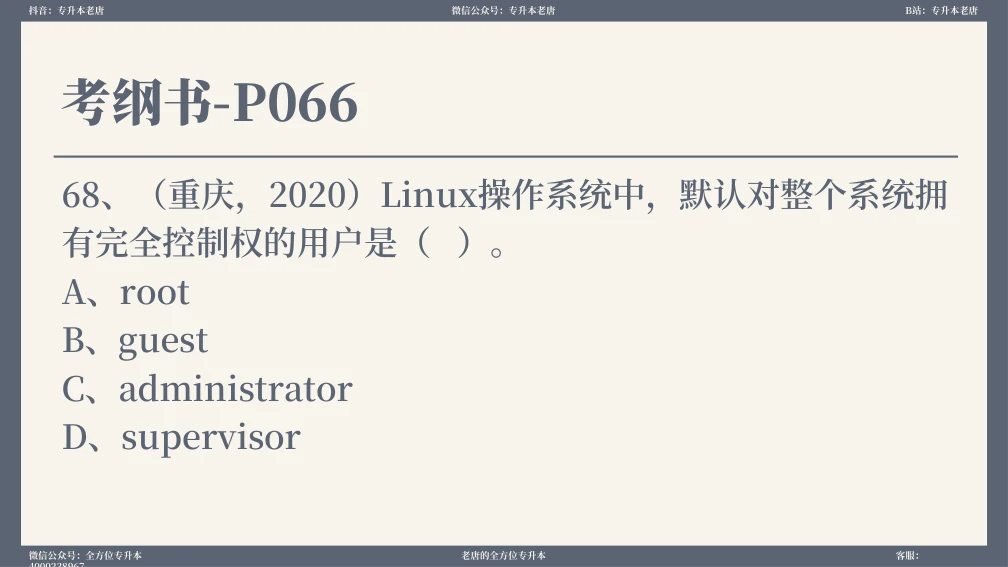 抖音：专升本老唐
微信公众号：专升本老唐
B站：专升本老唐
考纲书-P066
68、（重庆，2020）Linux操作系统中，默认对整个系统拥
有完全控制权的用户是（　）。
A、root
B、guest
C、administrator
D、supervisor
微信公众号：全方位专升本
老唐的全方位专升本
客服：
4000238967